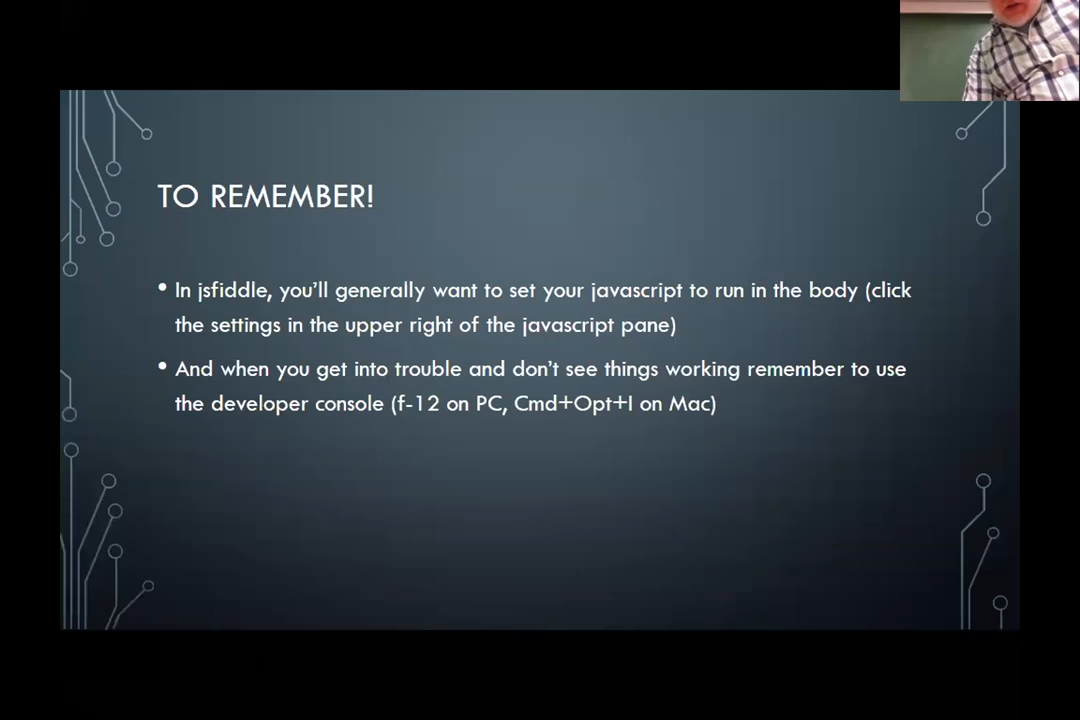 TO REMEMBER!
• In jsfiddle, you'll generally want to set your javascript to run in the body (click
the settings in the upper right of the javascript pane)
• And when you get into trouble and don't see things working remember to use
the developer console (f-12 on PC, Cmd+Opt+I on Mac)